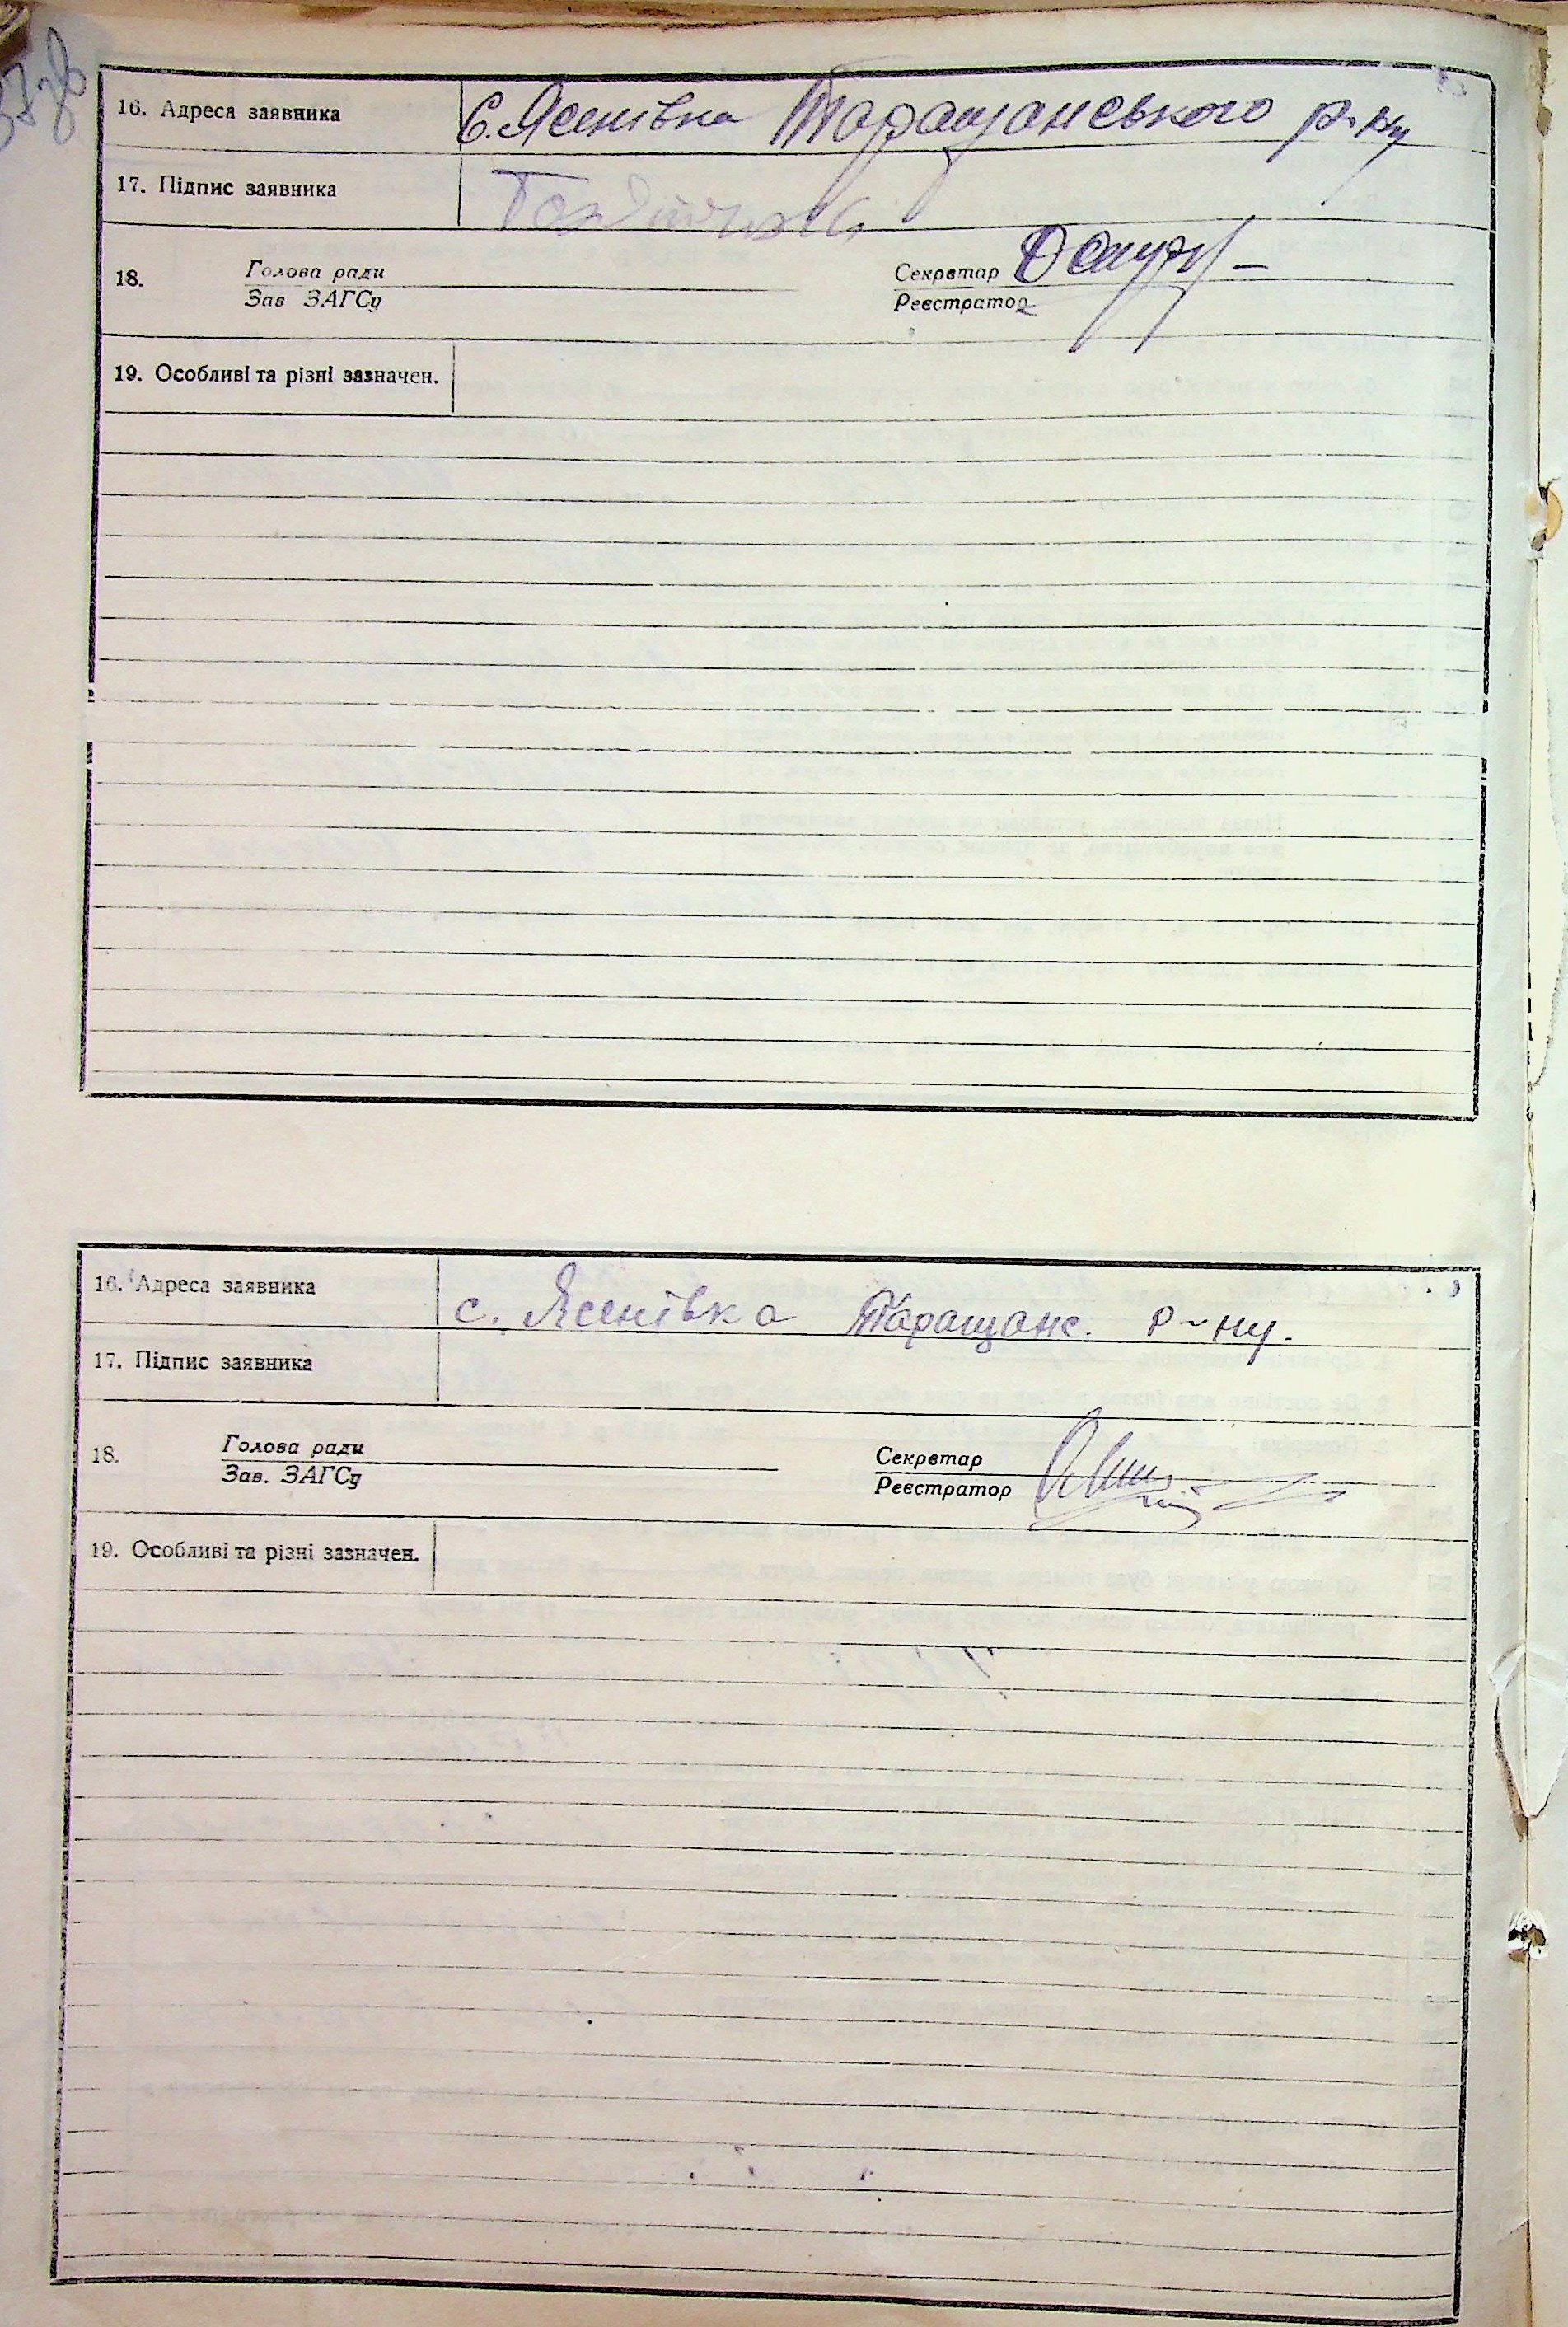 16. Адреса заявника С. Ясенівка Таращанського р-ну
17. Підпис заявника
18. Голова ради Секретар
Зав ЗАГСу Реєстратор
19. Особливі та різні зазначен.
16. Адреса заявника с. Ясенівка Таращанс. р-ну.
17. Підпис заявника
18. Голова ради Секретар
Зав. ЗАГСу Реєстратор
19. Особливі та різні зазначен.